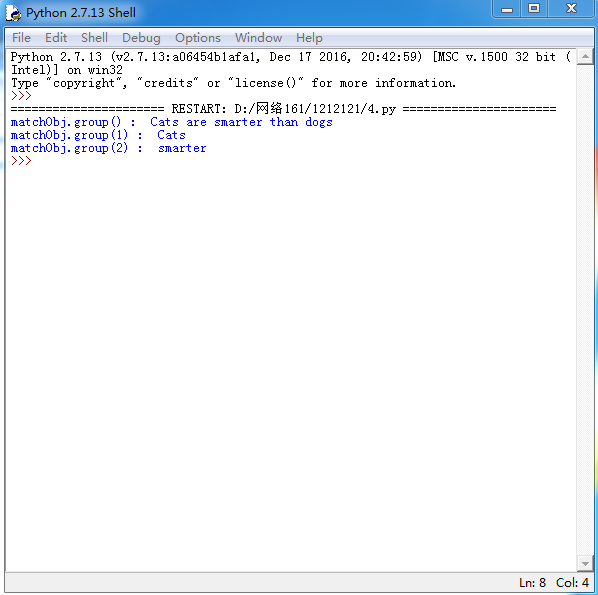 Python 2.7.13 Shell
File Edit Shell Debug Options Window Help
Python 2.7.13 (v2.7.13:a06454b1afa1, Dec 17 2016, 20:42:59) [MSC v.1500 32 bit (
Intel)] on win32
Type "copyright", "credits" or "license()" for more information.
>>>
====================== RESTART: D:/网络161/1212121/4.py ======================
matchObj.group() :  Cats are smarter than dogs
matchObj.group(1) :  Cats
matchObj.group(2) :  smarter
>>>
Ln: 8 Col: 4